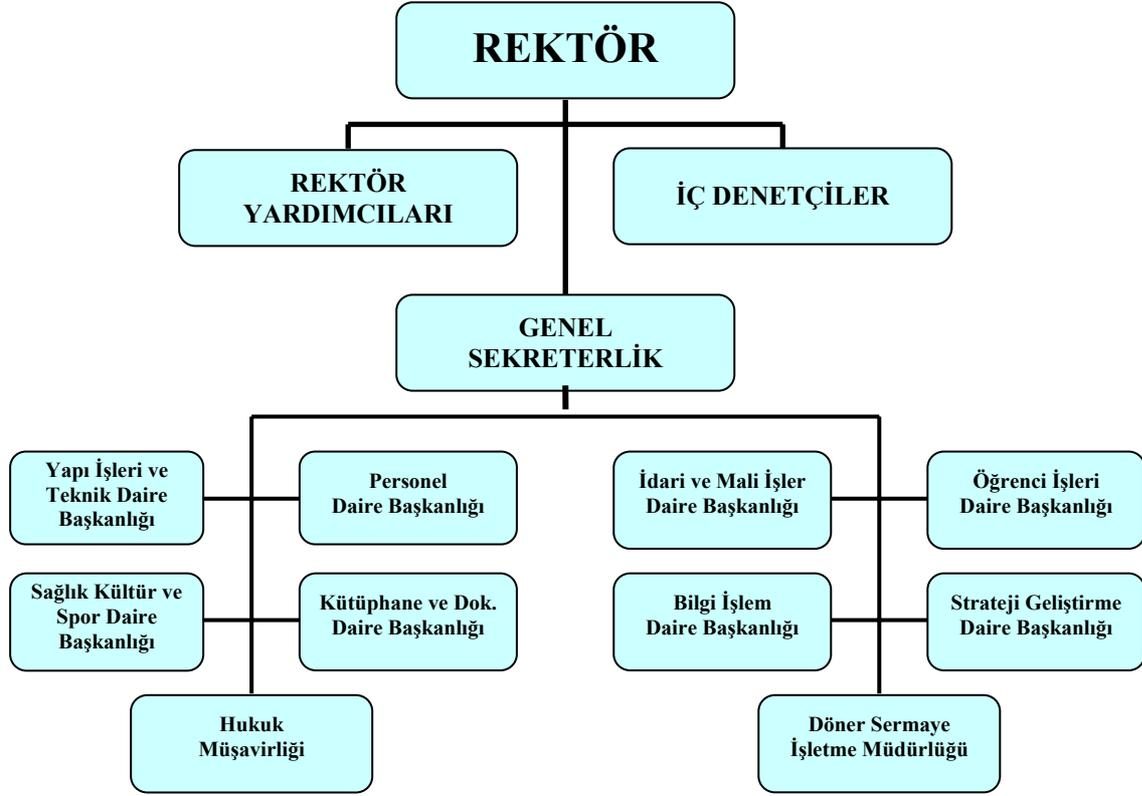 REKTÖR
REKTÖR
YARDIMCILARI
İÇ DENETÇİLER
GENEL
SEKRETERLİK
Yapı İşleri ve
Teknik Daire
Başkanlığı
Personel
Daire Başkanlığı
İdari ve Mali İşler
Daire Başkanlığı
Öğrenci İşleri
Daire Başkanlığı
Sağlık Kültür ve
Spor Daire
Başkanlığı
Kütüphane ve Dok.
Daire Başkanlığı
Bilgi İşlem
Daire Başkanlığı
Strateji Geliştirme
Daire Başkanlığı
Hukuk
Müşavirliği
Döner Sermaye
İşletme Müdürlüğü